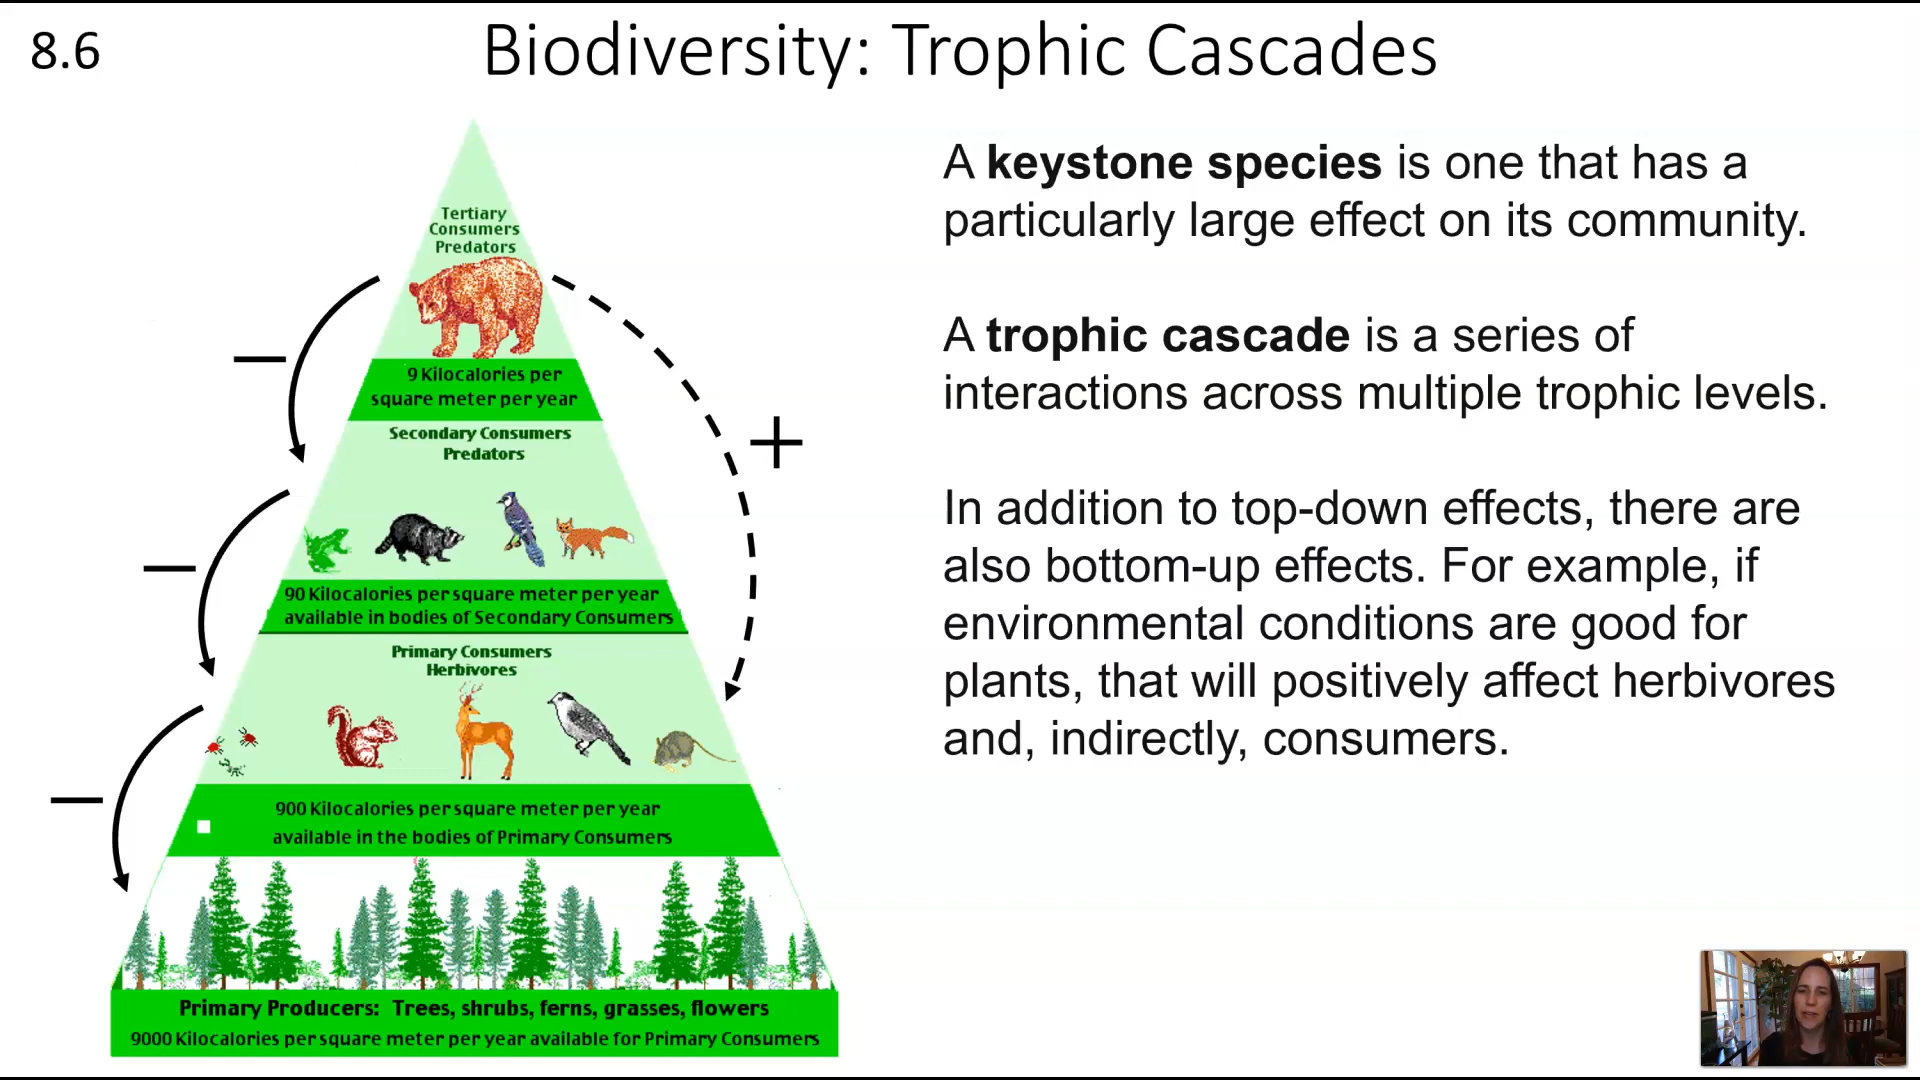 8.6
Biodiversity: Trophic Cascades
Tertiary
Consumers
Predators
9 Kilocalories per
square meter per year
Secondary Consumers
Predators
90 Kilocalories per square meter per year
available in bodies of Secondary Consumers
Primary Consumers
Herbivores
900 Kilocalories per square meter per year
available in the bodies of Primary Consumers
Primary Producers: Trees, shrubs, ferns, grasses, flowers
9000 Kilocalories per square meter per year available for Primary Consumers
—
—
—
+
A keystone species is one that has a
particularly large effect on its community.
A trophic cascade is a series of
interactions across multiple trophic levels.
In addition to top-down effects, there are
also bottom-up effects. For example, if
environmental conditions are good for
plants, that will positively affect herbivores
and, indirectly, consumers.